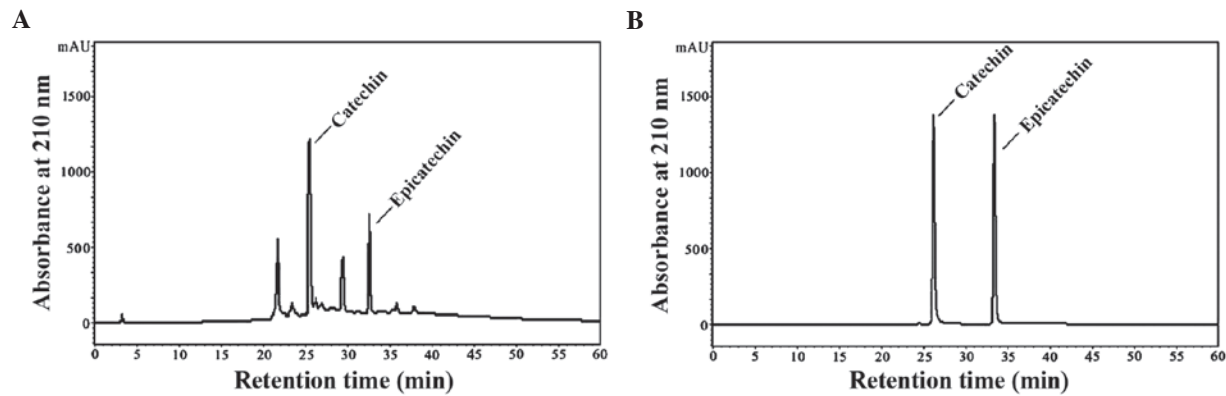 A
mAU
1500
1000
500
0
Absorbance at 210 nm
Catechin
Epicatechin
0 5 10 15 20 25 30 35 40 45 50 55 60
Retention time (min)
B
mAU
1500
1000
500
0
Absorbance at 210 nm
Catechin
Epicatechin
0 5 10 15 20 25 30 35 40 45 50 55 60
Retention time (min)